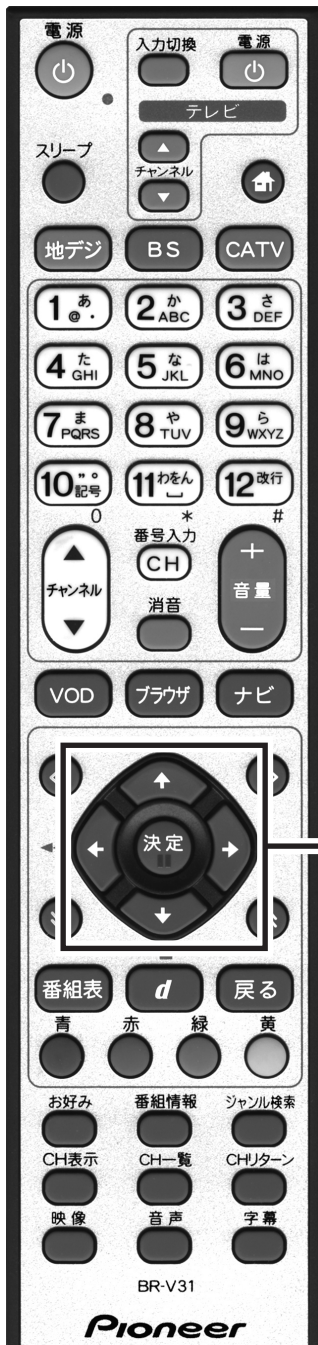 電源
入力切換 電源
テレビ
スリープ
チャンネル
地デジ BS CATV
1 あ @ . 2 か ABC 3 さ DEF
4 た GHI 5 な JKL 6 は MNO
7 ま PQRS 8 や TUV 9 ら WXYZ
10 ゛゜ 記号 11 わをん 12 改行
0 * #
番号入力
CH
チャンネル
+
音量
-
消音
VOD ブラウザ ナビ
決定
番組表 d 戻る
青 赤 緑 黄
お好み 番組情報 ジャンル検索
CH表示 CH一覧 CHリターン
映像 音声 字幕
BR-V31
Pioneer